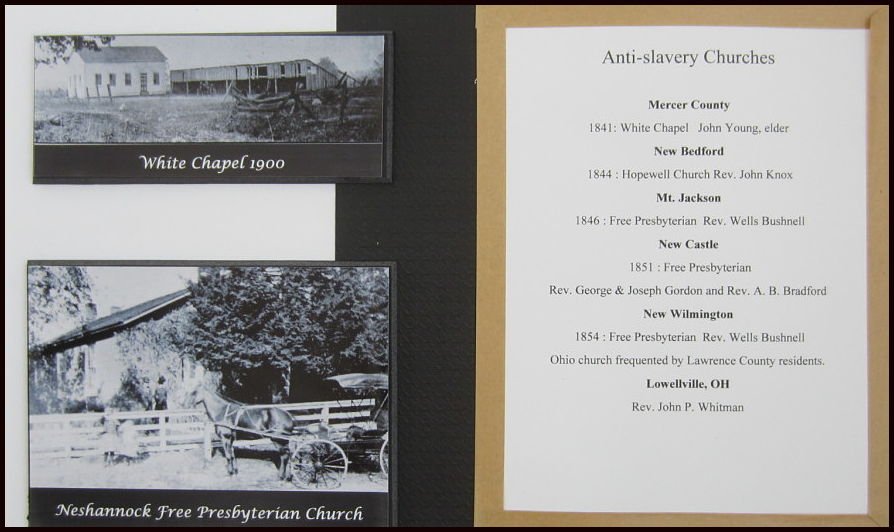 White Chapel 1900
Neshannock Free Presbyterian Church
Anti-slavery Churches
Mercer County
1841: White Chapel John Young, elder
New Bedford
1844 : Hopewell Church Rev. John Knox
Mt. Jackson
1846 : Free Presbyterian Rev. Wells Bushnell
New Castle
1851 : Free Presbyterian
Rev. George & Joseph Gordon and Rev. A. B. Bradford
New Wilmington
1854 : Free Presbyterian Rev. Wells Bushnell
Ohio church frequented by Lawrence County residents.
Lowellville, OH
Rev. John P. Whitman